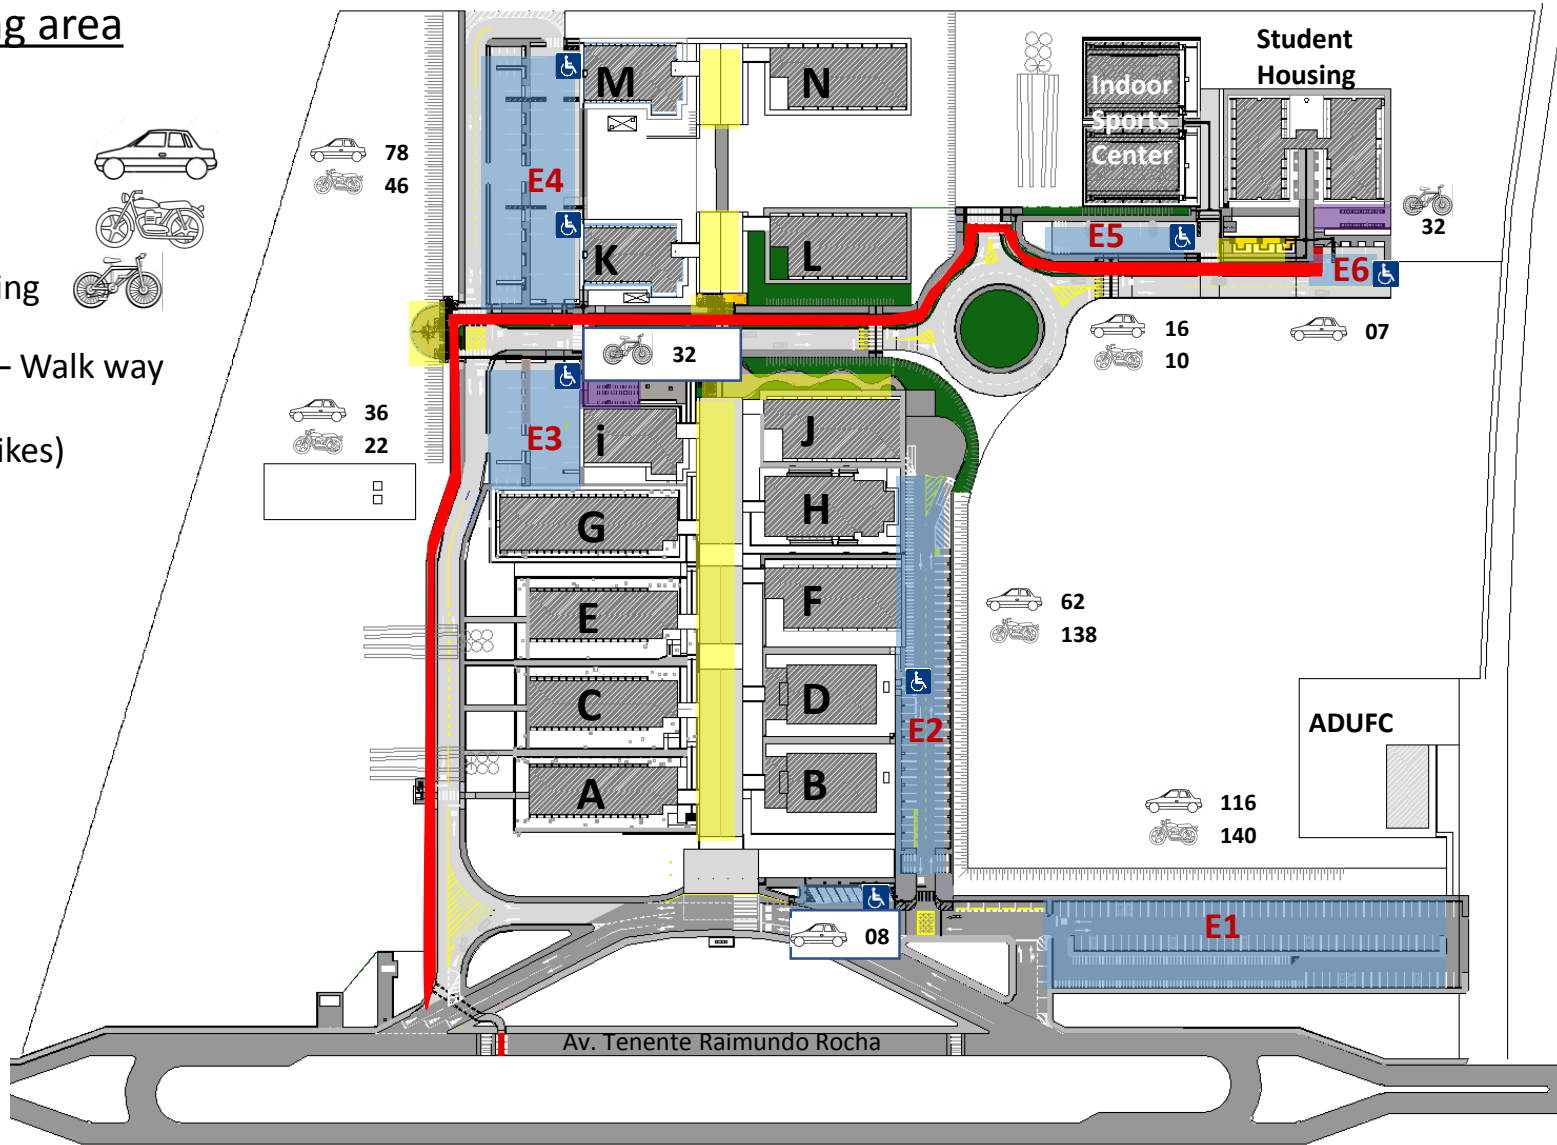 g area
ing
– Walk way
ikes)
78
46
36
22
M
N
E4
K
L
Indoor
Sports
Center
Student
Housing
32
E5
E6
16
10
07
32
E3
i
J
G
H
E
F
62
138
C
D
E2
A
B
ADUFC
116
140
08
E1
Av. Tenente Raimundo Rocha